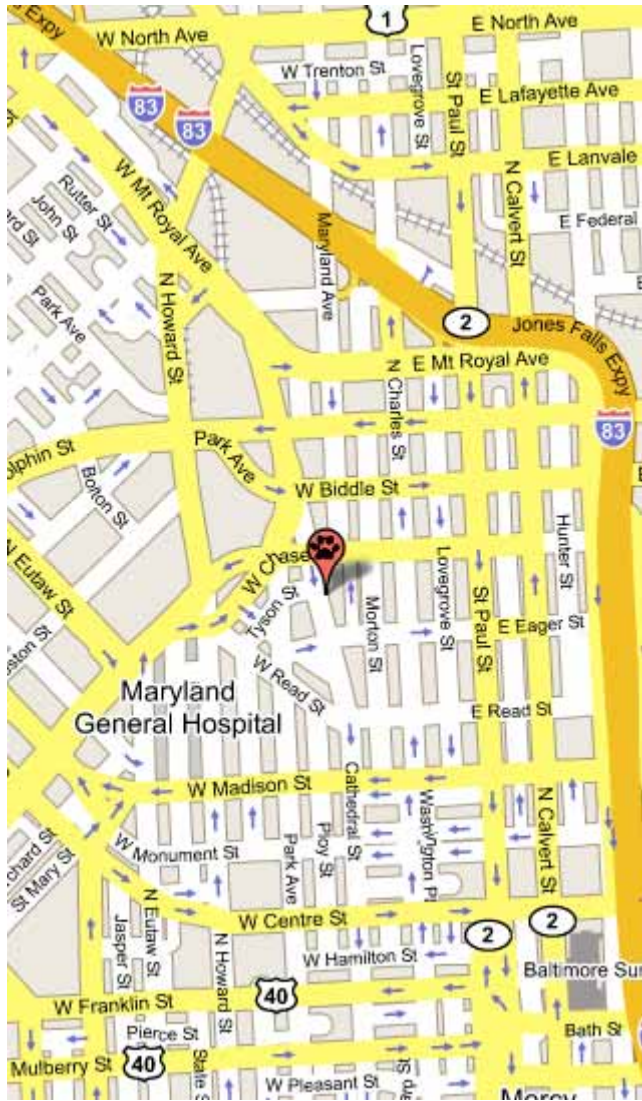 Expy
1
E North Ave
W North Ave
W Trenton St
Lovegrove St
St Paul St
E Lafayette Ave
83
83
E Lanvale
N Calvert St
W Mt Royal Ave
Rutter St
John St
Maryland Ave
E Federal
Park Ave
N Howard St
2
Jones Falls Expy
E Mt Royal Ave
N Charles St
83
Park Ave
olphin St
Bolton St
W Biddle St
N Eutaw St
W Chase
Hunter St
Lovegrove St
Tyson St
St Paul St
Morton St
E Eager St
W Read St
Maryland
General Hospital
E Read St
W Madison St
Cathedral St
Washington Pl
N Calvert St
W Monument St
Ploy St
Park Ave
St Mary St
N Eutaw St
W Centre St
2
2
Jasper St
N Howard St
W Hamilton St
Baltimore Sun
40
W Franklin St
Pierce St
Bath St
Mulberry St
40
W Pleasant St
Mercy